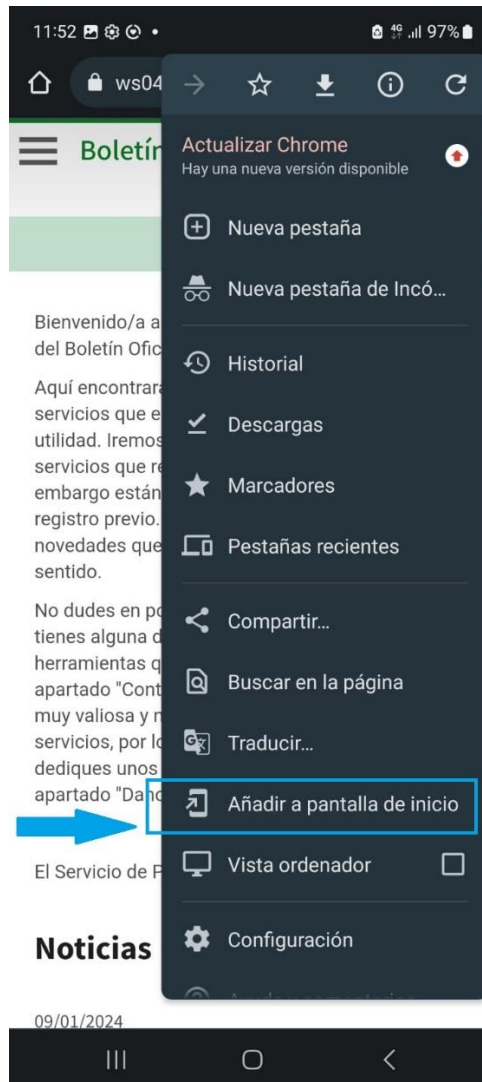 11:52
4G 97%
ws04
Actualizar Chrome
Hay una nueva versión disponible
Nueva pestaña
Nueva pestaña de Incó...
Historial
Descargas
Marcadores
Pestañas recientes
Compartir...
Buscar en la página
Traducir...
Añadir a pantalla de inicio
Vista ordenador
Configuración
Boletín
Bienvenido/a a
del Boletín Ofic
Aquí encontrará
servicios que e
utilidad. Iremos
servicios que re
embargo están
registro previo.
novedades que
sentido.
No dudes en po
tienes alguna d
herramientas q
apartado "Cont
muy valiosa y n
servicios, por lo
dediques unos
apartado "Dano
El Servicio de P
Noticias
09/01/2024